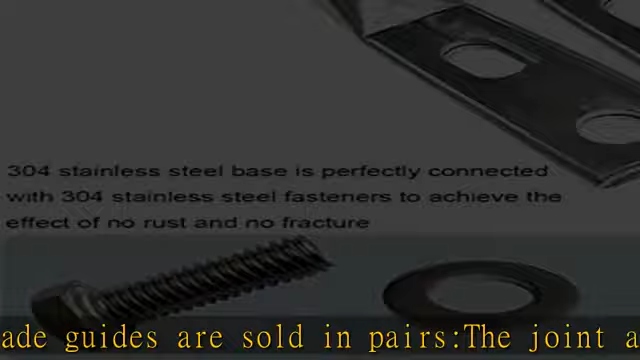 304 stainless steel base is perfectly connected
with 304 stainless steel fasteners to achieve the
effect of no rust and no fracture
ade guides are sold in pairs:The joint a